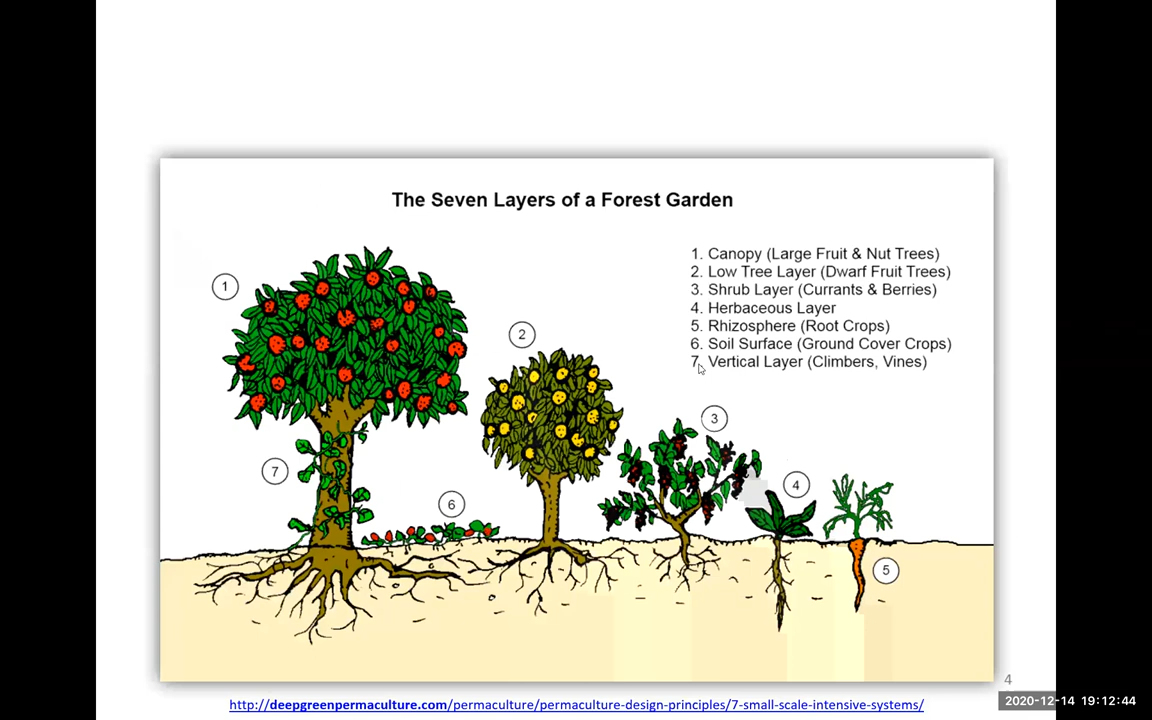 The Seven Layers of a Forest Garden
1. Canopy (Large Fruit & Nut Trees)
2. Low Tree Layer (Dwarf Fruit Trees)
3. Shrub Layer (Currants & Berries)
4. Herbaceous Layer
5. Rhizosphere (Root Crops)
6. Soil Surface (Ground Cover Crops)
7. Vertical Layer (Climbers, Vines)
1
2
3
7
6
4
5
4
http://deepgreenpermaculture.com/permaculture/permaculture-design-principles/7-small-scale-intensive-systems/
2020-12-14 19:12:44